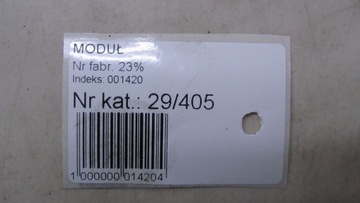 MODUŁ
Nr fabr. 23%
Indeks: 001420
Nr kat.: 29/405
1 000000 014204